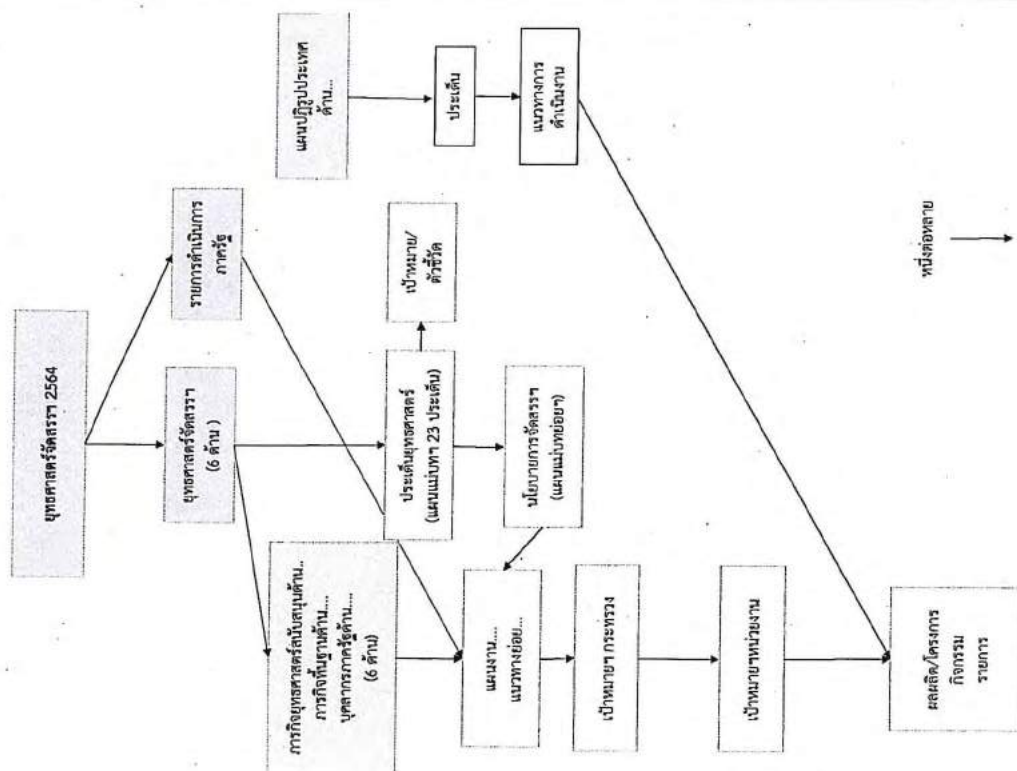 ยุทธศาสตร์จัดสรรฯ 2564
ยุทธศาสตร์จัดสรรฯ
(6 ด้าน )
รายการดำเนินการ
ภาครัฐ
แผนปฏิรูปประเทศ
ด้าน...
ประเด็น
แนวทางการ
ดำเนินงาน
ภารกิจยุทธศาสตร์สนับสนุนด้าน..
ภารกิจพื้นฐานด้าน....
บุคลากรภาครัฐด้าน....
(6 ด้าน)
ประเด็นยุทธศาสตร์
(แผนแม่บทฯ 23 ประเด็น)
เป้าหมาย/
ตัวชี้วัด
นโยบายการจัดสรรฯ
(แผนแม่บทย่อยฯ)
แผนงาน....
แนวทางย่อย...
เป้าหมายฯ กระทรวง
เป้าหมายฯหน่วยงาน
ผลผลิต/โครงการ
กิจกรรม
รายการ
หนึ่งต่อหลาย